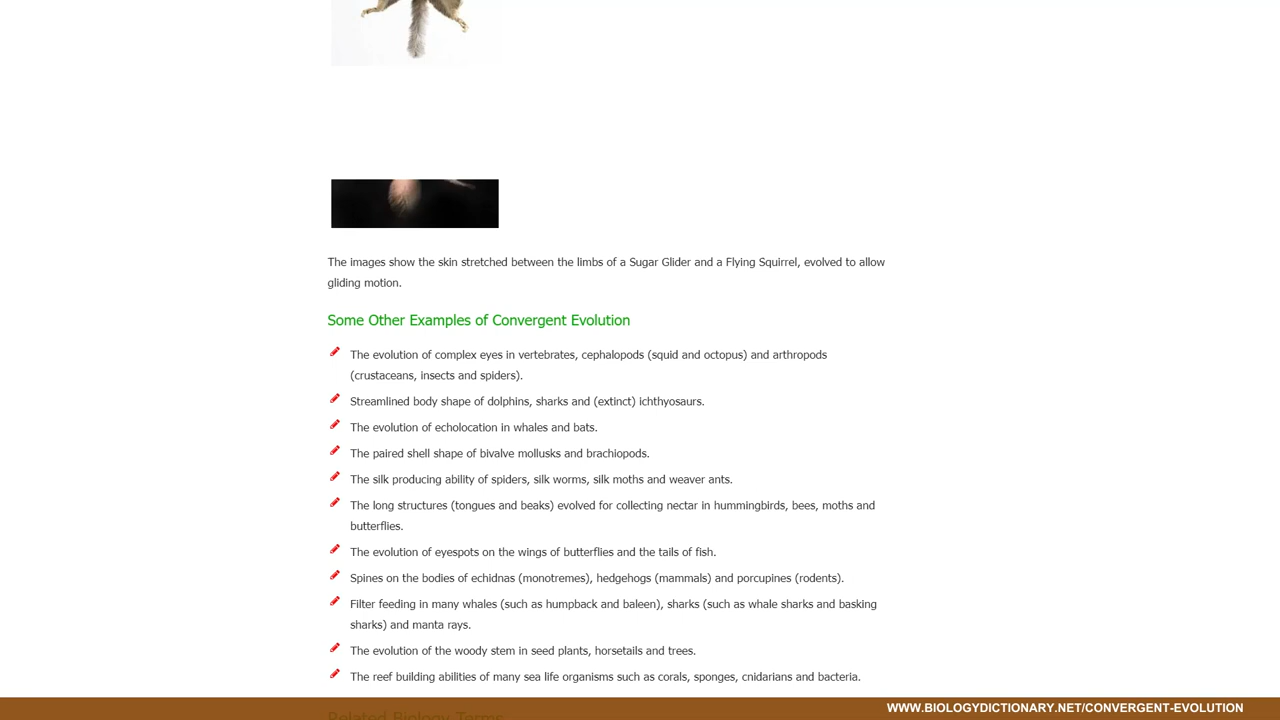 The images show the skin stretched between the limbs of a Sugar Glider and a Flying Squirrel, evolved to allow
gliding motion.
Some Other Examples of Convergent Evolution
The evolution of complex eyes in vertebrates, cephalopods (squid and octopus) and arthropods
(crustaceans, insects and spiders).
Streamlined body shape of dolphins, sharks and (extinct) ichthyosaurs.
The evolution of echolocation in whales and bats.
The paired shell shape of bivalve mollusks and brachiopods.
The silk producing ability of spiders, silk worms, silk moths and weaver ants.
The long structures (tongues and beaks) evolved for collecting nectar in hummingbirds, bees, moths and
butterflies.
The evolution of eyespots on the wings of butterflies and the tails of fish.
Spines on the bodies of echidnas (monotremes), hedgehogs (mammals) and porcupines (rodents).
Filter feeding in many whales (such as humpback and baleen), sharks (such as whale sharks and basking
sharks) and manta rays.
The evolution of the woody stem in seed plants, horsetails and trees.
The reef building abilities of many sea life organisms such as corals, sponges, cnidarians and bacteria.
Related Biology Terms
WWW.BIOLOGYDICTIONARY.NET/CONVERGENT-EVOLUTION